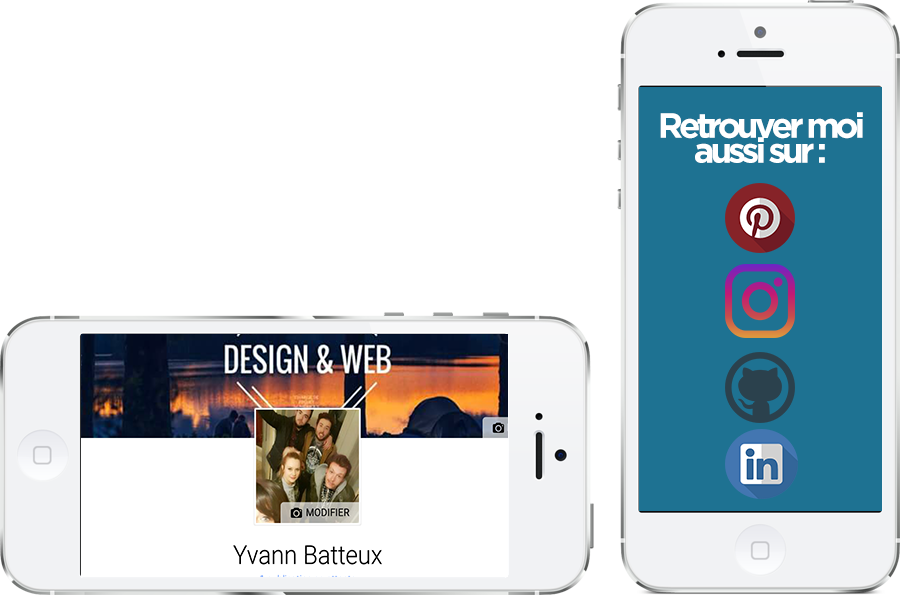 DESIGN & WEB
MODIFIER
Yvann Batteux
Retrouver moi
aussi sur :
in